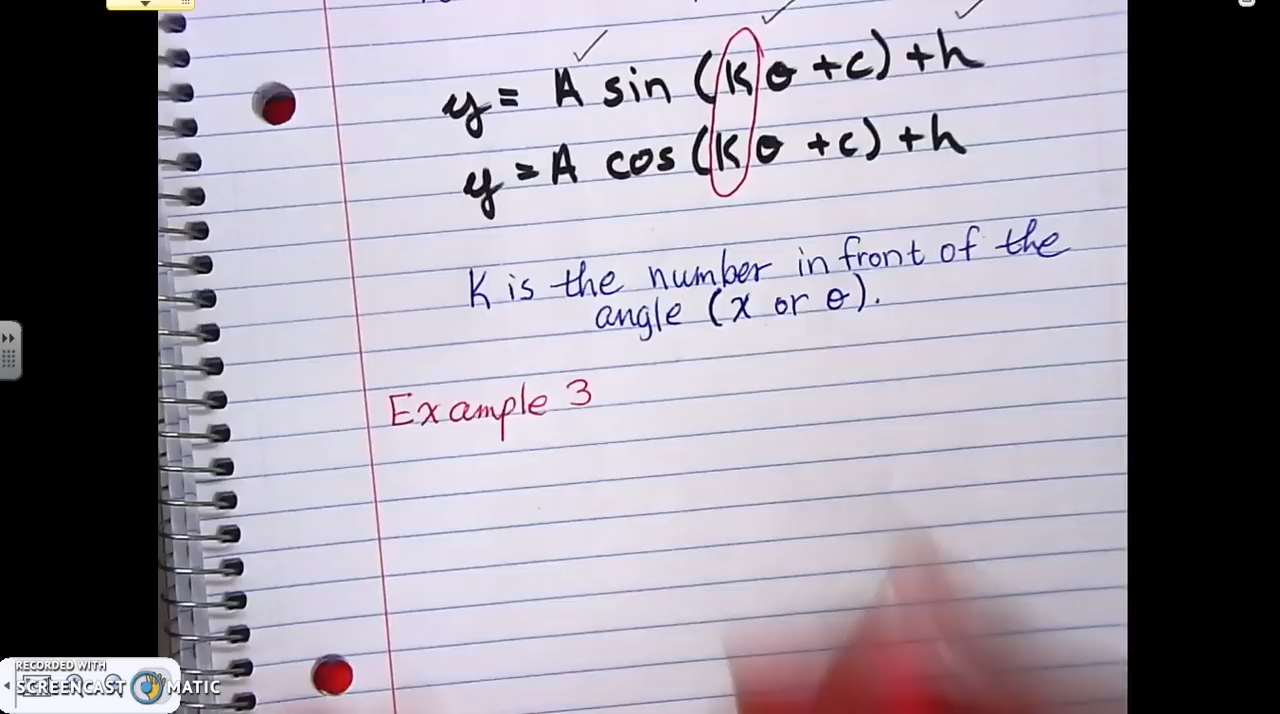 y = A sin (Kθ + c) + h
y = A cos (Kθ + c) + h
K is the number in front of the
angle (x or θ).
Example 3
RECORDED WITH
SCREENCAST MATIC